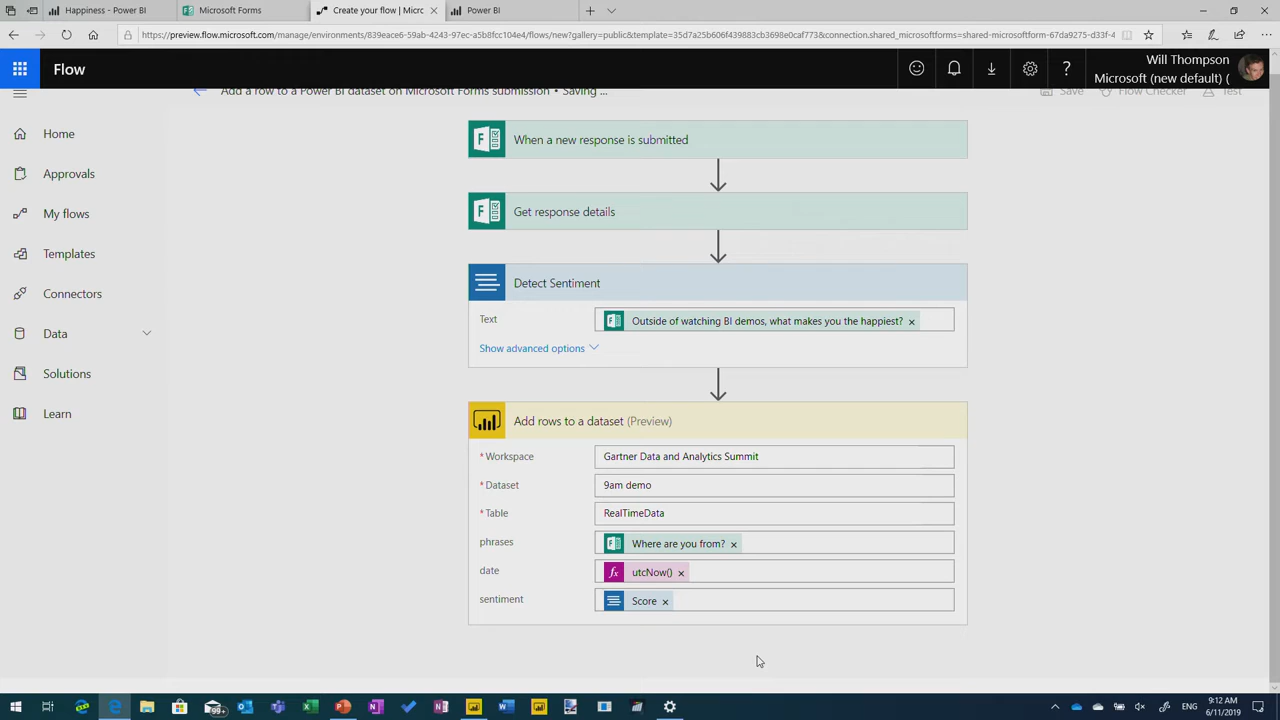 Happiness - Power BI
Microsoft Forms
Create your flow | Micr
Power BI
https://preview.flow.microsoft.com/manage/environments/839eace6-59ab-4243-97ec-a5b8fcc104e4/flows/new?gallery=public&template=35d7a25b606f439883cb3698e0caf773&connection.shared_microsoftforms=shared-microsoftform-67da9275-d33f-4
Flow
Will Thompson
Microsoft (new default) (
Add a row to a Power BI dataset on Microsoft Forms submission • Saving ...
Save
Flow Checker
Test
Home
Approvals
My flows
Templates
Connectors
Data
Solutions
Learn
When a new response is submitted
Get response details
Detect Sentiment
Text
Outside of watching BI demos, what makes you the happiest? ×
Show advanced options
Add rows to a dataset (Preview)
* Workspace
Gartner Data and Analytics Summit
* Dataset
9am demo
* Table
RealTimeData
phrases
Where are you from? ×
date
fx utcNow() ×
sentiment
Score ×
99+
9:12 AM
6/11/2019